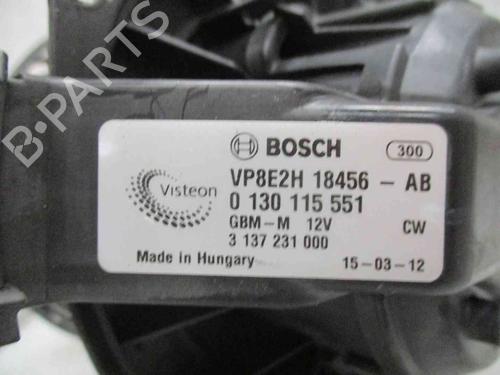 B-PARTS
BOSCH 300
Visteon
VP8E2H 18456 - AB
0 130 115 551
GBM-M 12V CW
3 137 231 000
Made in Hungary 15-03-12